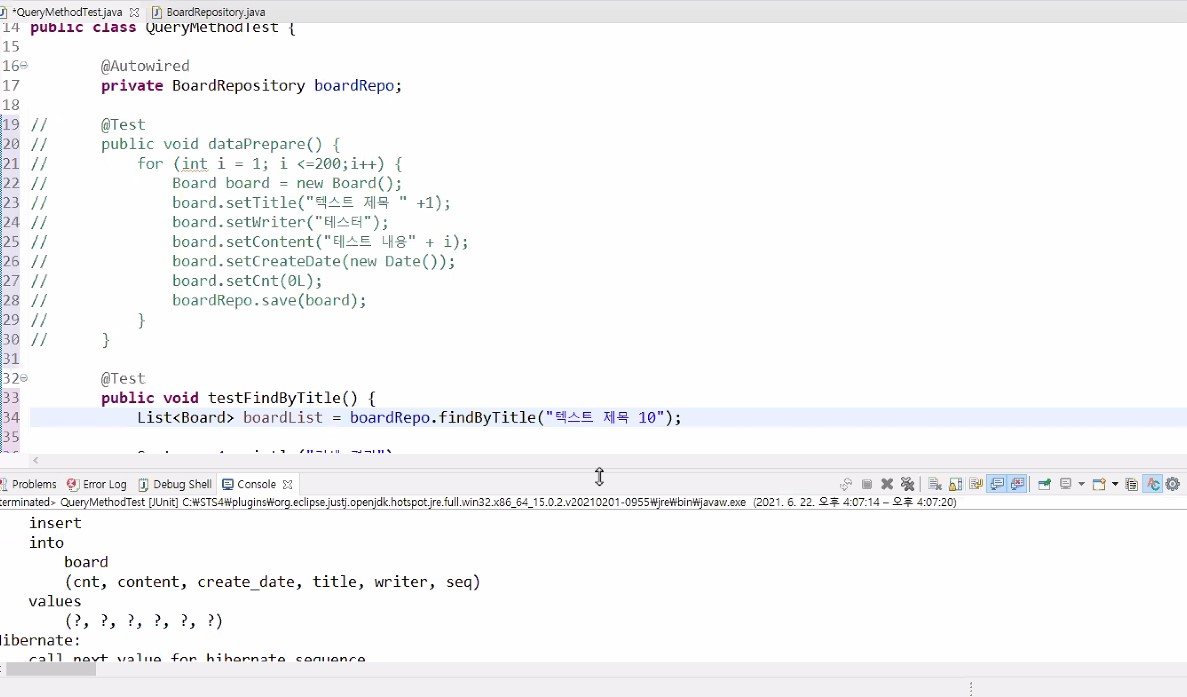 *QueryMethodTest.java BoardRepository.java
14 public class QueryMethodTest {
15
16 @Autowired
17 private BoardRepository boardRepo;
18
19 // @Test
20 // public void dataPrepare() {
21 // for (int i = 1; i <=200;i++) {
22 // Board board = new Board();
23 // board.setTitle("텍스트 제목 " +1);
24 // board.setWriter("테스터");
25 // board.setContent("테스트 내용" + i);
26 // board.setCreateDate(new Date());
27 // board.setCnt(0L);
28 // boardRepo.save(board);
29 // }
30 // }
31
32 @Test
33 public void testFindByTitle() {
34 List<Board> boardList = boardRepo.findByTitle("텍스트 제목 10");
35
Problems Error Log Debug Shell Console
terminated> QueryMethodTest [JUnit] C:₩STS4₩plugins₩org.eclipse.justj.openjdk.hotspot.jre.full.win32.x86_64_15.0.2.v20210201-0955₩jre₩bin₩javaw.exe (2021. 6. 22. 오후 4:07:14 – 오후 4:07:20)
insert
into
board
(cnt, content, create_date, title, writer, seq)
values
(?, ?, ?, ?, ?, ?)
Hibernate:
call next value for hibernate_sequence